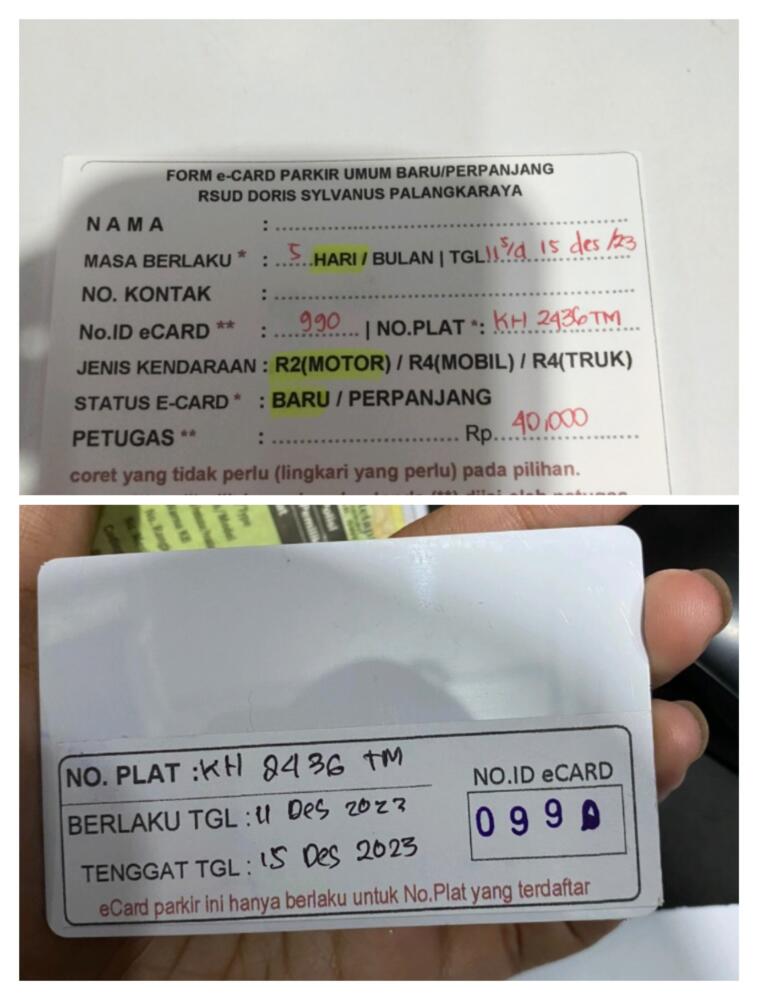 FORM e-CARD PARKIR UMUM BARU/PERPANJANG
RSUD DORIS SYLVANUS PALANGKARAYA
NAMA : ....................
MASA BERLAKU * : 5 HARI / BULAN | TGL 11 s/d 15 des /23
NO. KONTAK : ....................
No.ID eCARD ** : 990 | NO.PLAT *: KH 2436 TM
JENIS KENDARAAN : R2(MOTOR) / R4(MOBIL) / R4(TRUK)
STATUS E-CARD * : BARU / PERPANJANG
PETUGAS ** : .................... Rp. 40,000
coret yang tidak perlu (lingkari yang perlu) pada pilihan.
NO. PLAT : KH 2436 TM
BERLAKU TGL : 11 Des 2023
TENGGAT TGL : 15 Des 2023
NO.ID eCARD
0990
eCard parkir ini hanya berlaku untuk No.Plat yang terdaftar